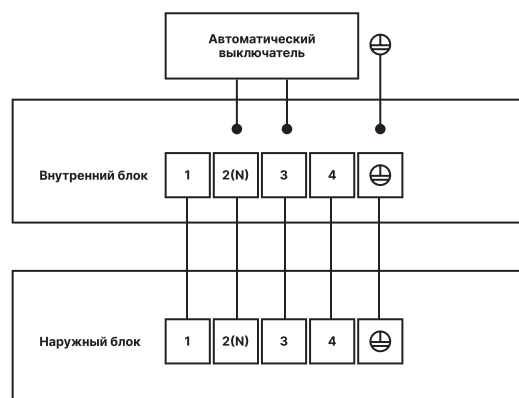 Автоматический
выключатель
Внутренний блок 1 2(N) 3 4
Наружный блок 1 2(N) 3 4